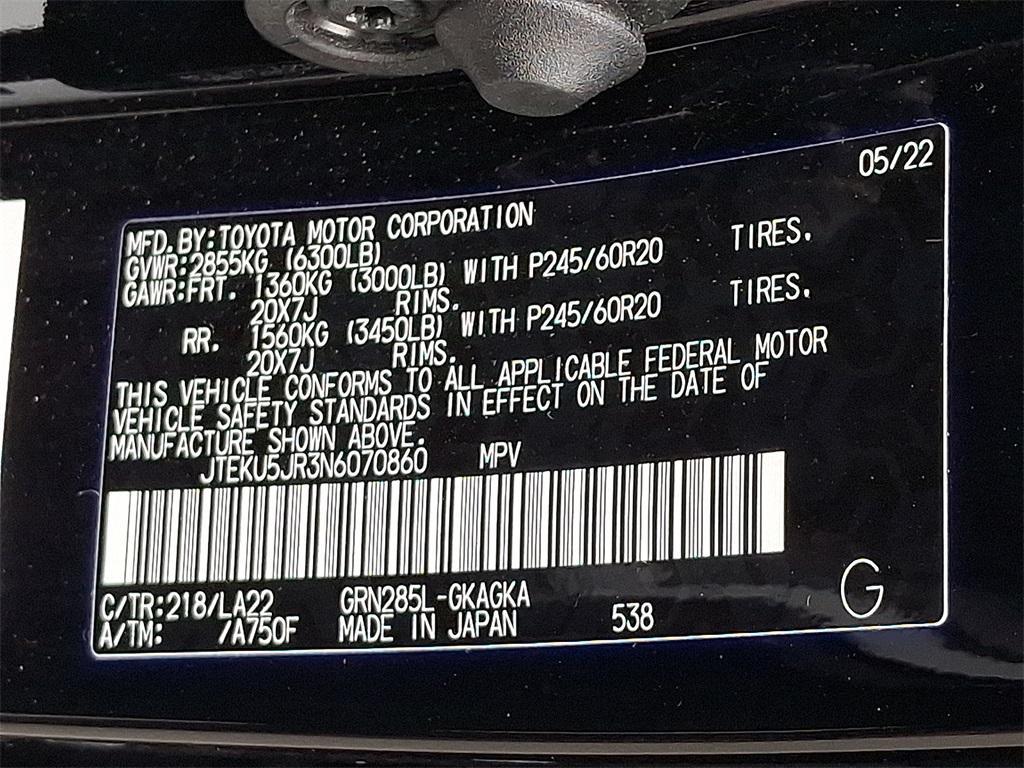 05/22
MFD. BY: TOYOTA MOTOR CORPORATION
GVWR: 2855KG (6300LB)
GAWR: FRT. 1360KG (3000LB) WITH P245/60R20 TIRES.
20X7J RIMS.
RR. 1560KG (3450LB) WITH P245/60R20 TIRES.
20X7J RIMS.
THIS VEHICLE CONFORMS TO ALL APPLICABLE FEDERAL MOTOR
VEHICLE SAFETY STANDARDS IN EFFECT ON THE DATE OF
MANUFACTURE SHOWN ABOVE.
JTEKU5JR3N6070860 MPV
C/TR: 218/LA22 GRN285L-GKAGKA
A/TM: /A750F MADE IN JAPAN 538 G